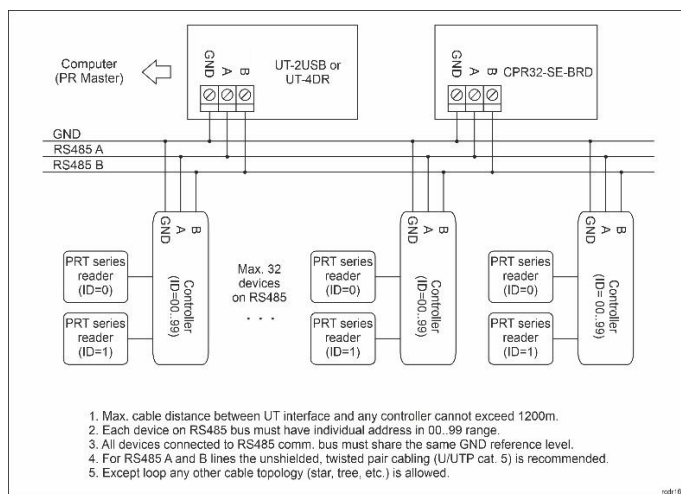 Computer
(PR Master)
GND
A
B
UT-2USB or
UT-4DR
GND
A
B
CPR32-SE-BRD
GND
RS485 A
RS485 B
GND
A
B
Controller
(ID=00..99)
PRT series
reader
(ID=0)
PRT series
reader
(ID=1)
Max. 32
devices
on RS485
. . .
GND
A
B
Controller
(ID=00..99)
PRT series
reader
(ID=0)
PRT series
reader
(ID=1)
GND
A
B
Controller
(ID= 00..99)
PRT series
reader
(ID=0)
PRT series
reader
(ID=1)
1. Max. cable distance between UT interface and any controller cannot exceed 1200m.
2. Each device on RS485 bus must have individual address in 00..99 range.
3. All devices connected to RS485 comm. bus must share the same GND reference level.
4. For RS485 A and B lines the unshielded, twisted pair cabling (U/UTP cat. 5) is recommended.
5. Except loop any other cable topology (star, tree, etc.) is allowed.